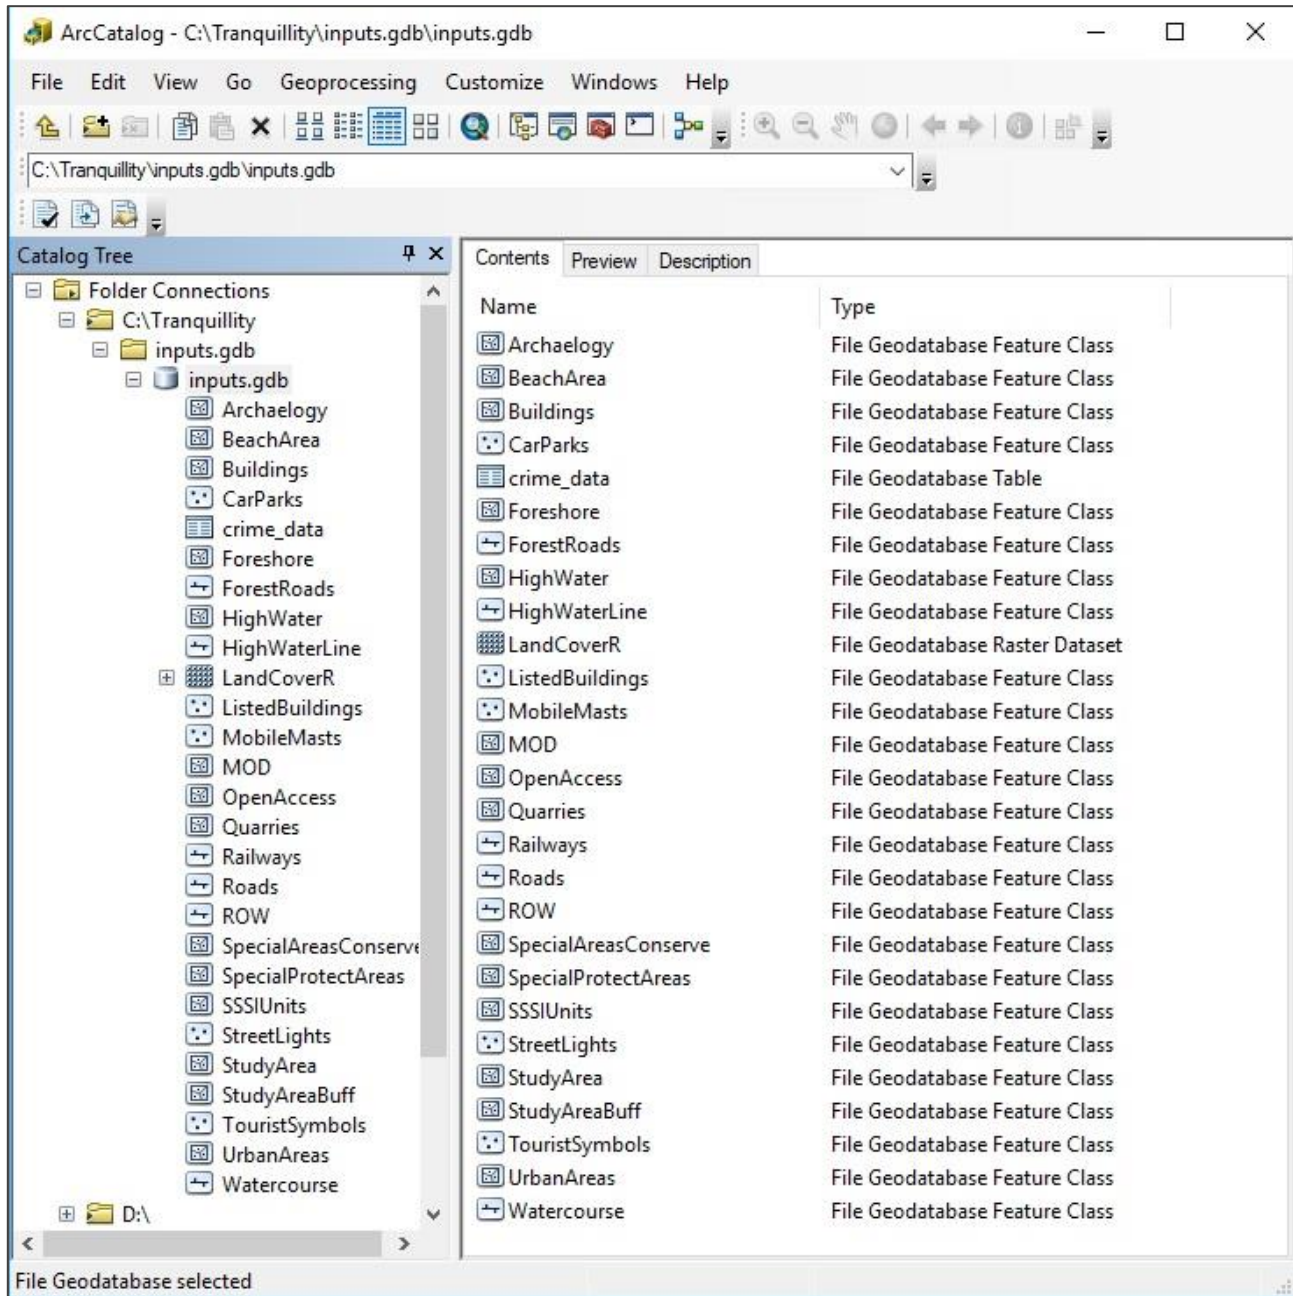 ArcCatalog - C:\Tranquillity\inputs.gdb\inputs.gdb
File Edit View Go Geoprocessing Customize Windows Help
C:\Tranquillity\inputs.gdb\inputs.gdb
Catalog Tree
Folder Connections
C:\Tranquillity
inputs.gdb
inputs.gdb
Archaelogy
BeachArea
Buildings
CarParks
crime_data
Foreshore
ForestRoads
HighWater
HighWaterLine
LandCoverR
ListedBuildings
MobileMasts
MOD
OpenAccess
Quarries
Railways
Roads
ROW
SpecialAreasConserve
SpecialProtectAreas
SSSIUnits
StreetLights
StudyArea
StudyAreaBuff
TouristSymbols
UrbanAreas
Watercourse
D:\
Contents Preview Description
Name Type
Archaelogy File Geodatabase Feature Class
BeachArea File Geodatabase Feature Class
Buildings File Geodatabase Feature Class
CarParks File Geodatabase Feature Class
crime_data File Geodatabase Table
Foreshore File Geodatabase Feature Class
ForestRoads File Geodatabase Feature Class
HighWater File Geodatabase Feature Class
HighWaterLine File Geodatabase Feature Class
LandCoverR File Geodatabase Raster Dataset
ListedBuildings File Geodatabase Feature Class
MobileMasts File Geodatabase Feature Class
MOD File Geodatabase Feature Class
OpenAccess File Geodatabase Feature Class
Quarries File Geodatabase Feature Class
Railways File Geodatabase Feature Class
Roads File Geodatabase Feature Class
ROW File Geodatabase Feature Class
SpecialAreasConserve File Geodatabase Feature Class
SpecialProtectAreas File Geodatabase Feature Class
SSSIUnits File Geodatabase Feature Class
StreetLights File Geodatabase Feature Class
StudyArea File Geodatabase Feature Class
StudyAreaBuff File Geodatabase Feature Class
TouristSymbols File Geodatabase Feature Class
UrbanAreas File Geodatabase Feature Class
Watercourse File Geodatabase Feature Class
File Geodatabase selected